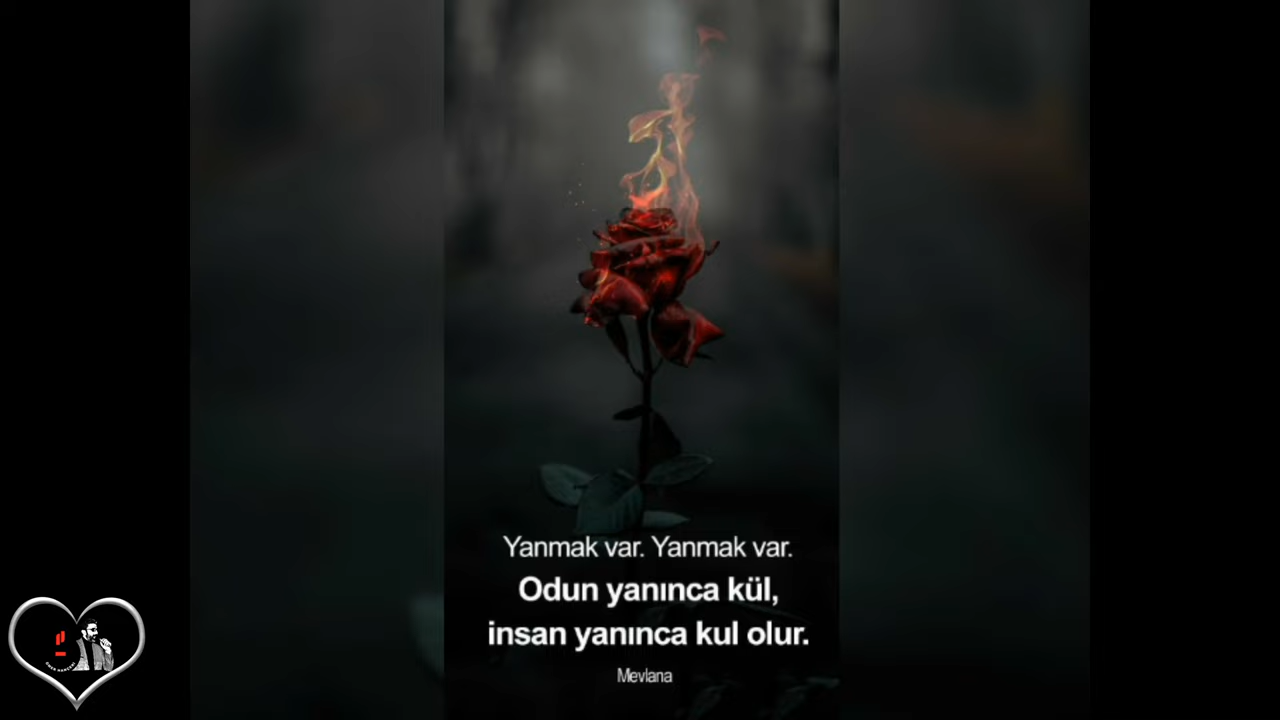 Yanmak var. Yanmak var.
Odun yanınca kül,
insan yanınca kul olur.
Mevlana